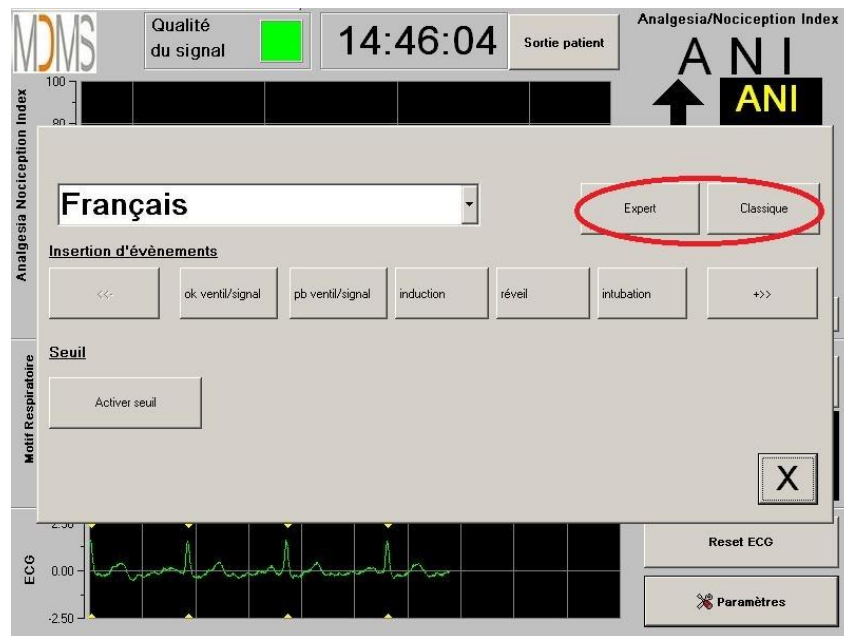 MDMS
Qualité
du signal
14:46:04
Sortie patient
Analgesia/Nociception Index
A N I
ANI
Analgesia Nociception Index
100
80
Français
Expert
Classique
Insertion d'évènements
<<-
ok ventil/signal
pb ventil/signal
induction
réveil
intubation
+>>
Seuil
Activer seuil
Motif Respiratoire
X
ECG
2.50
0.00
-2.50
Reset ECG
Paramètres